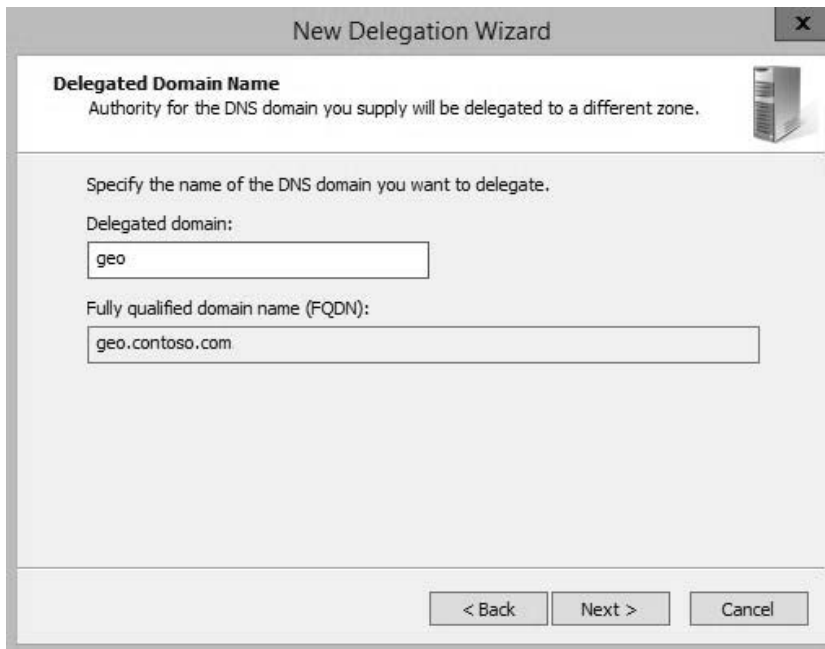 New Delegation Wizard
x
Delegated Domain Name
Authority for the DNS domain you supply will be delegated to a different zone.
Specify the name of the DNS domain you want to delegate.
Delegated domain:
geo
Fully qualified domain name (FQDN):
geo.contoso.com
< Back Next > Cancel